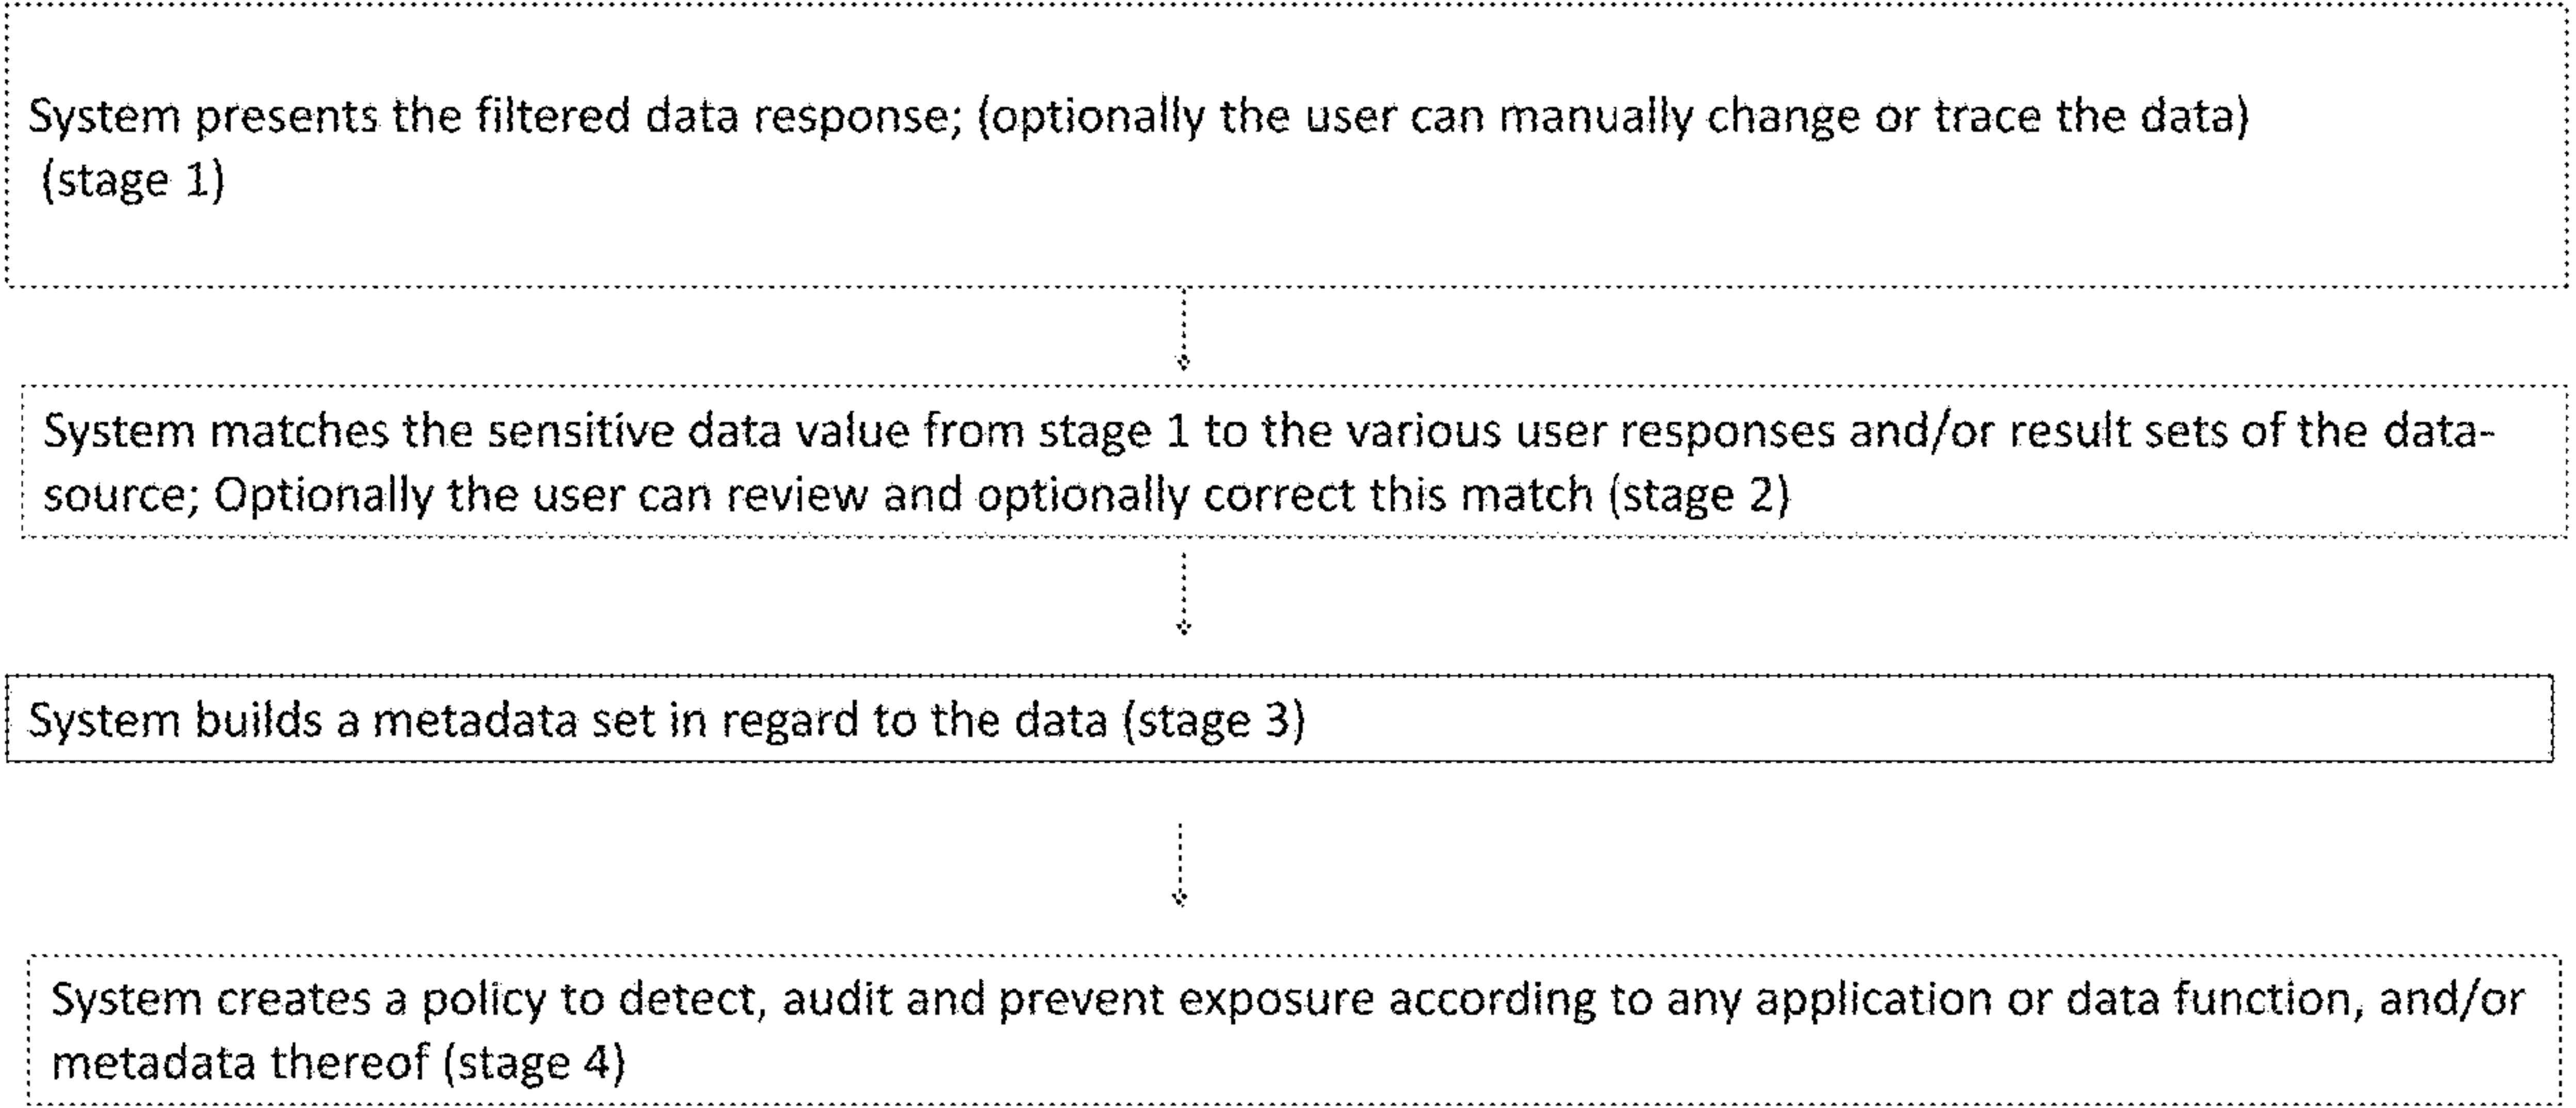 System presents the filtered data response; (optionally the user can manually change or trace the data)
(stage 1)
System matches the sensitive data value from stage 1 to the various user responses and/or result sets of the data-
source; Optionally the user can review and optionally correct this match (stage 2)
System builds a metadata set in regard to the data (stage 3)
System creates a policy to detect, audit and prevent exposure according to any application or data function, and/or
metadata thereof (stage 4)